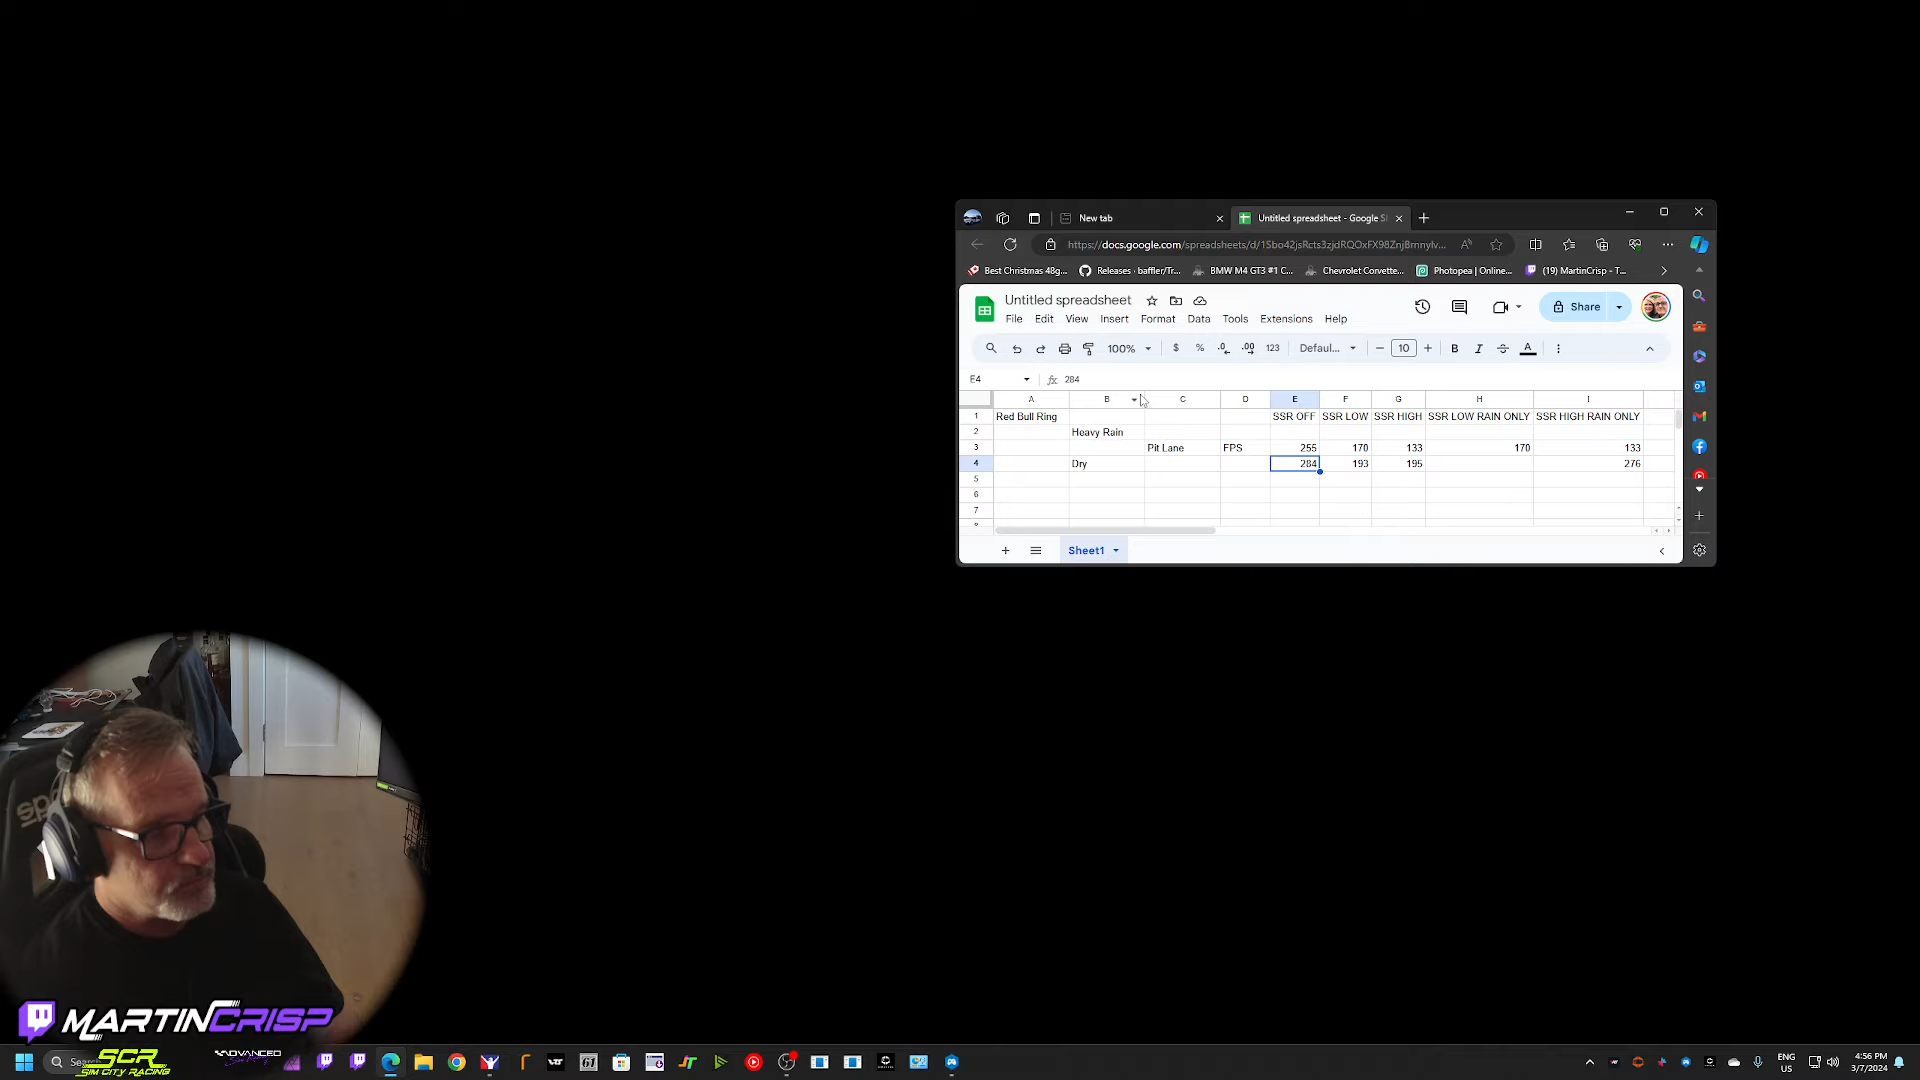 New tab
Untitled spreadsheet - Google S
https://docs.google.com/spreadsheets/d/1Sbo42jsRcts3zjdRQOxFX98ZnjBmnylv...
Best Christmas 48g...
Releases · baffler/Tr...
BMW M4 GT3 #1 C...
Chevrolet Corvette...
Photopea | Online...
(19) MartinCrisp - T...
Untitled spreadsheet
Share
File Edit View Insert Format Data Tools Extensions Help
100% $ % .0 .00 123 Defaul... − 10 + B I S A
E4 fx 284
A B C D E F G H I
1 Red Bull Ring SSR OFF SSR LOW SSR HIGH SSR LOW RAIN ONLY SSR HIGH RAIN ONLY
2 Heavy Rain
3 Pit Lane FPS 255 170 133 170 133
4 Dry 284 193 195 276
5
6
7
Sheet1
MARTINCRISP
SCR
SIM CITY RACING
ADVANCED
61
ENG
US
4:56 PM
3/7/2024